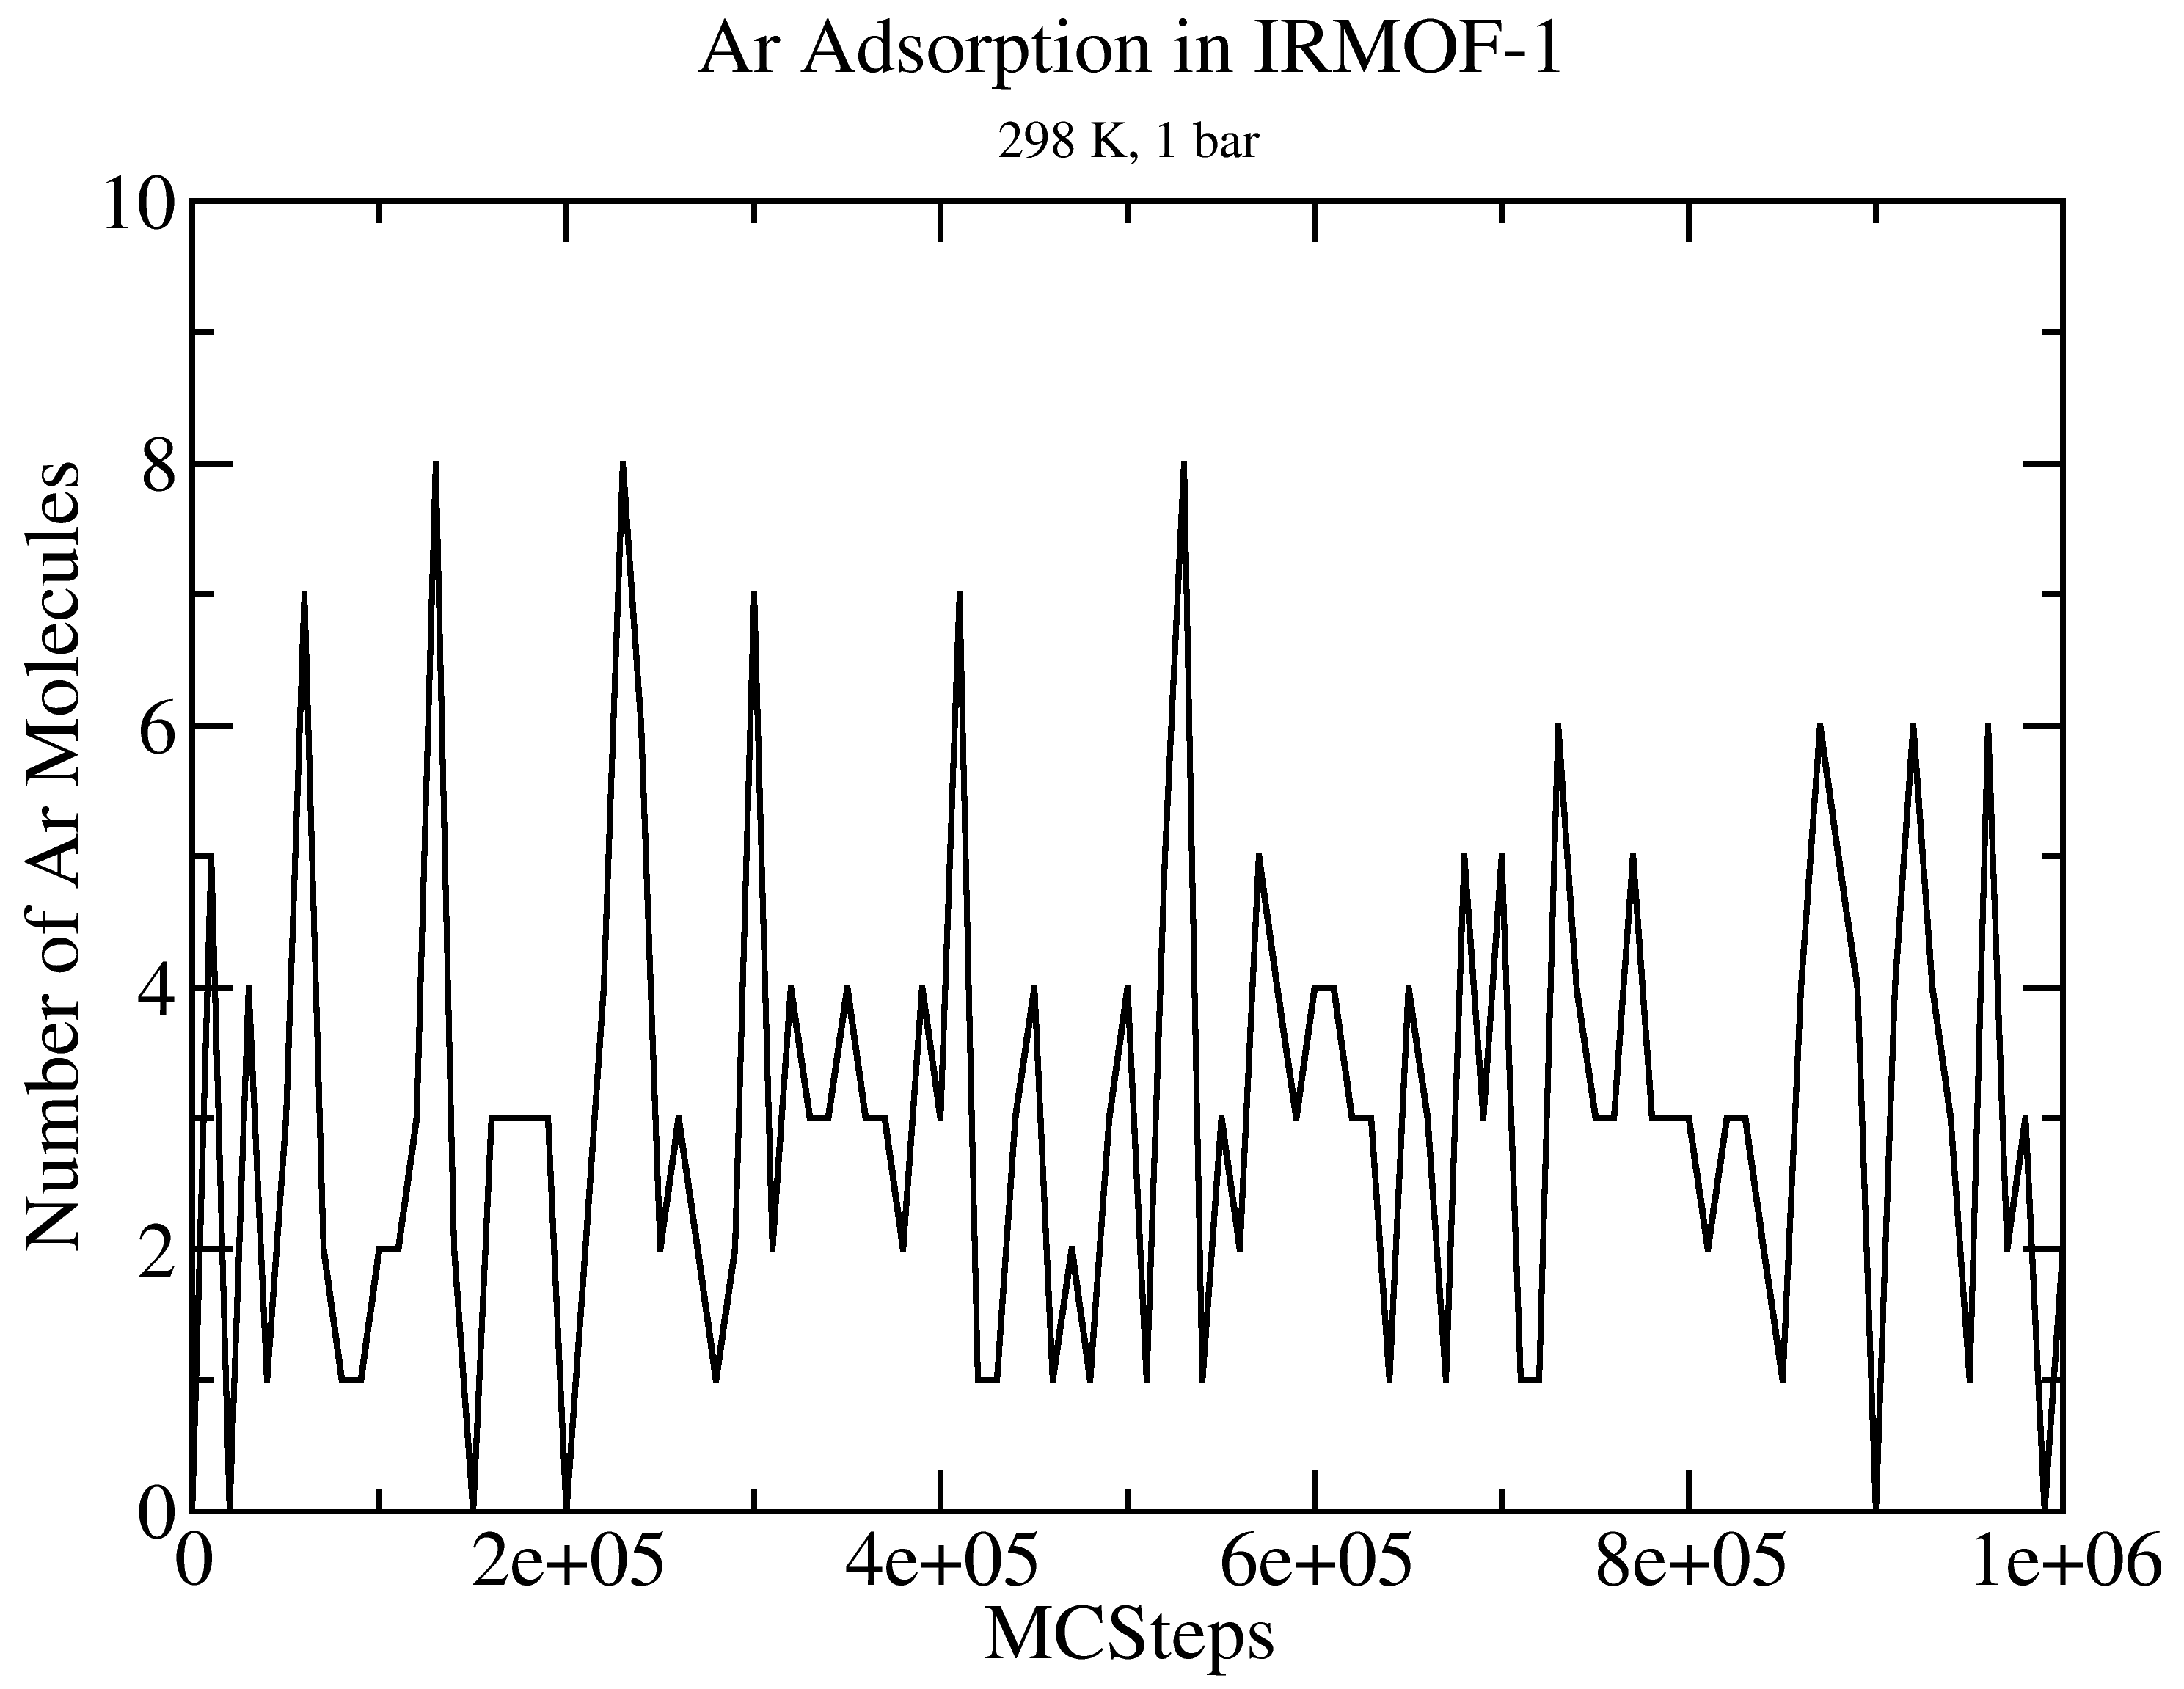 Ar Adsorption in IRMOF-1
298 K, 1 bar
10
8
6
4
2
0
Number of Ar Molecules
0 2e+05 4e+05 6e+05 8e+05 1e+06
MCSteps